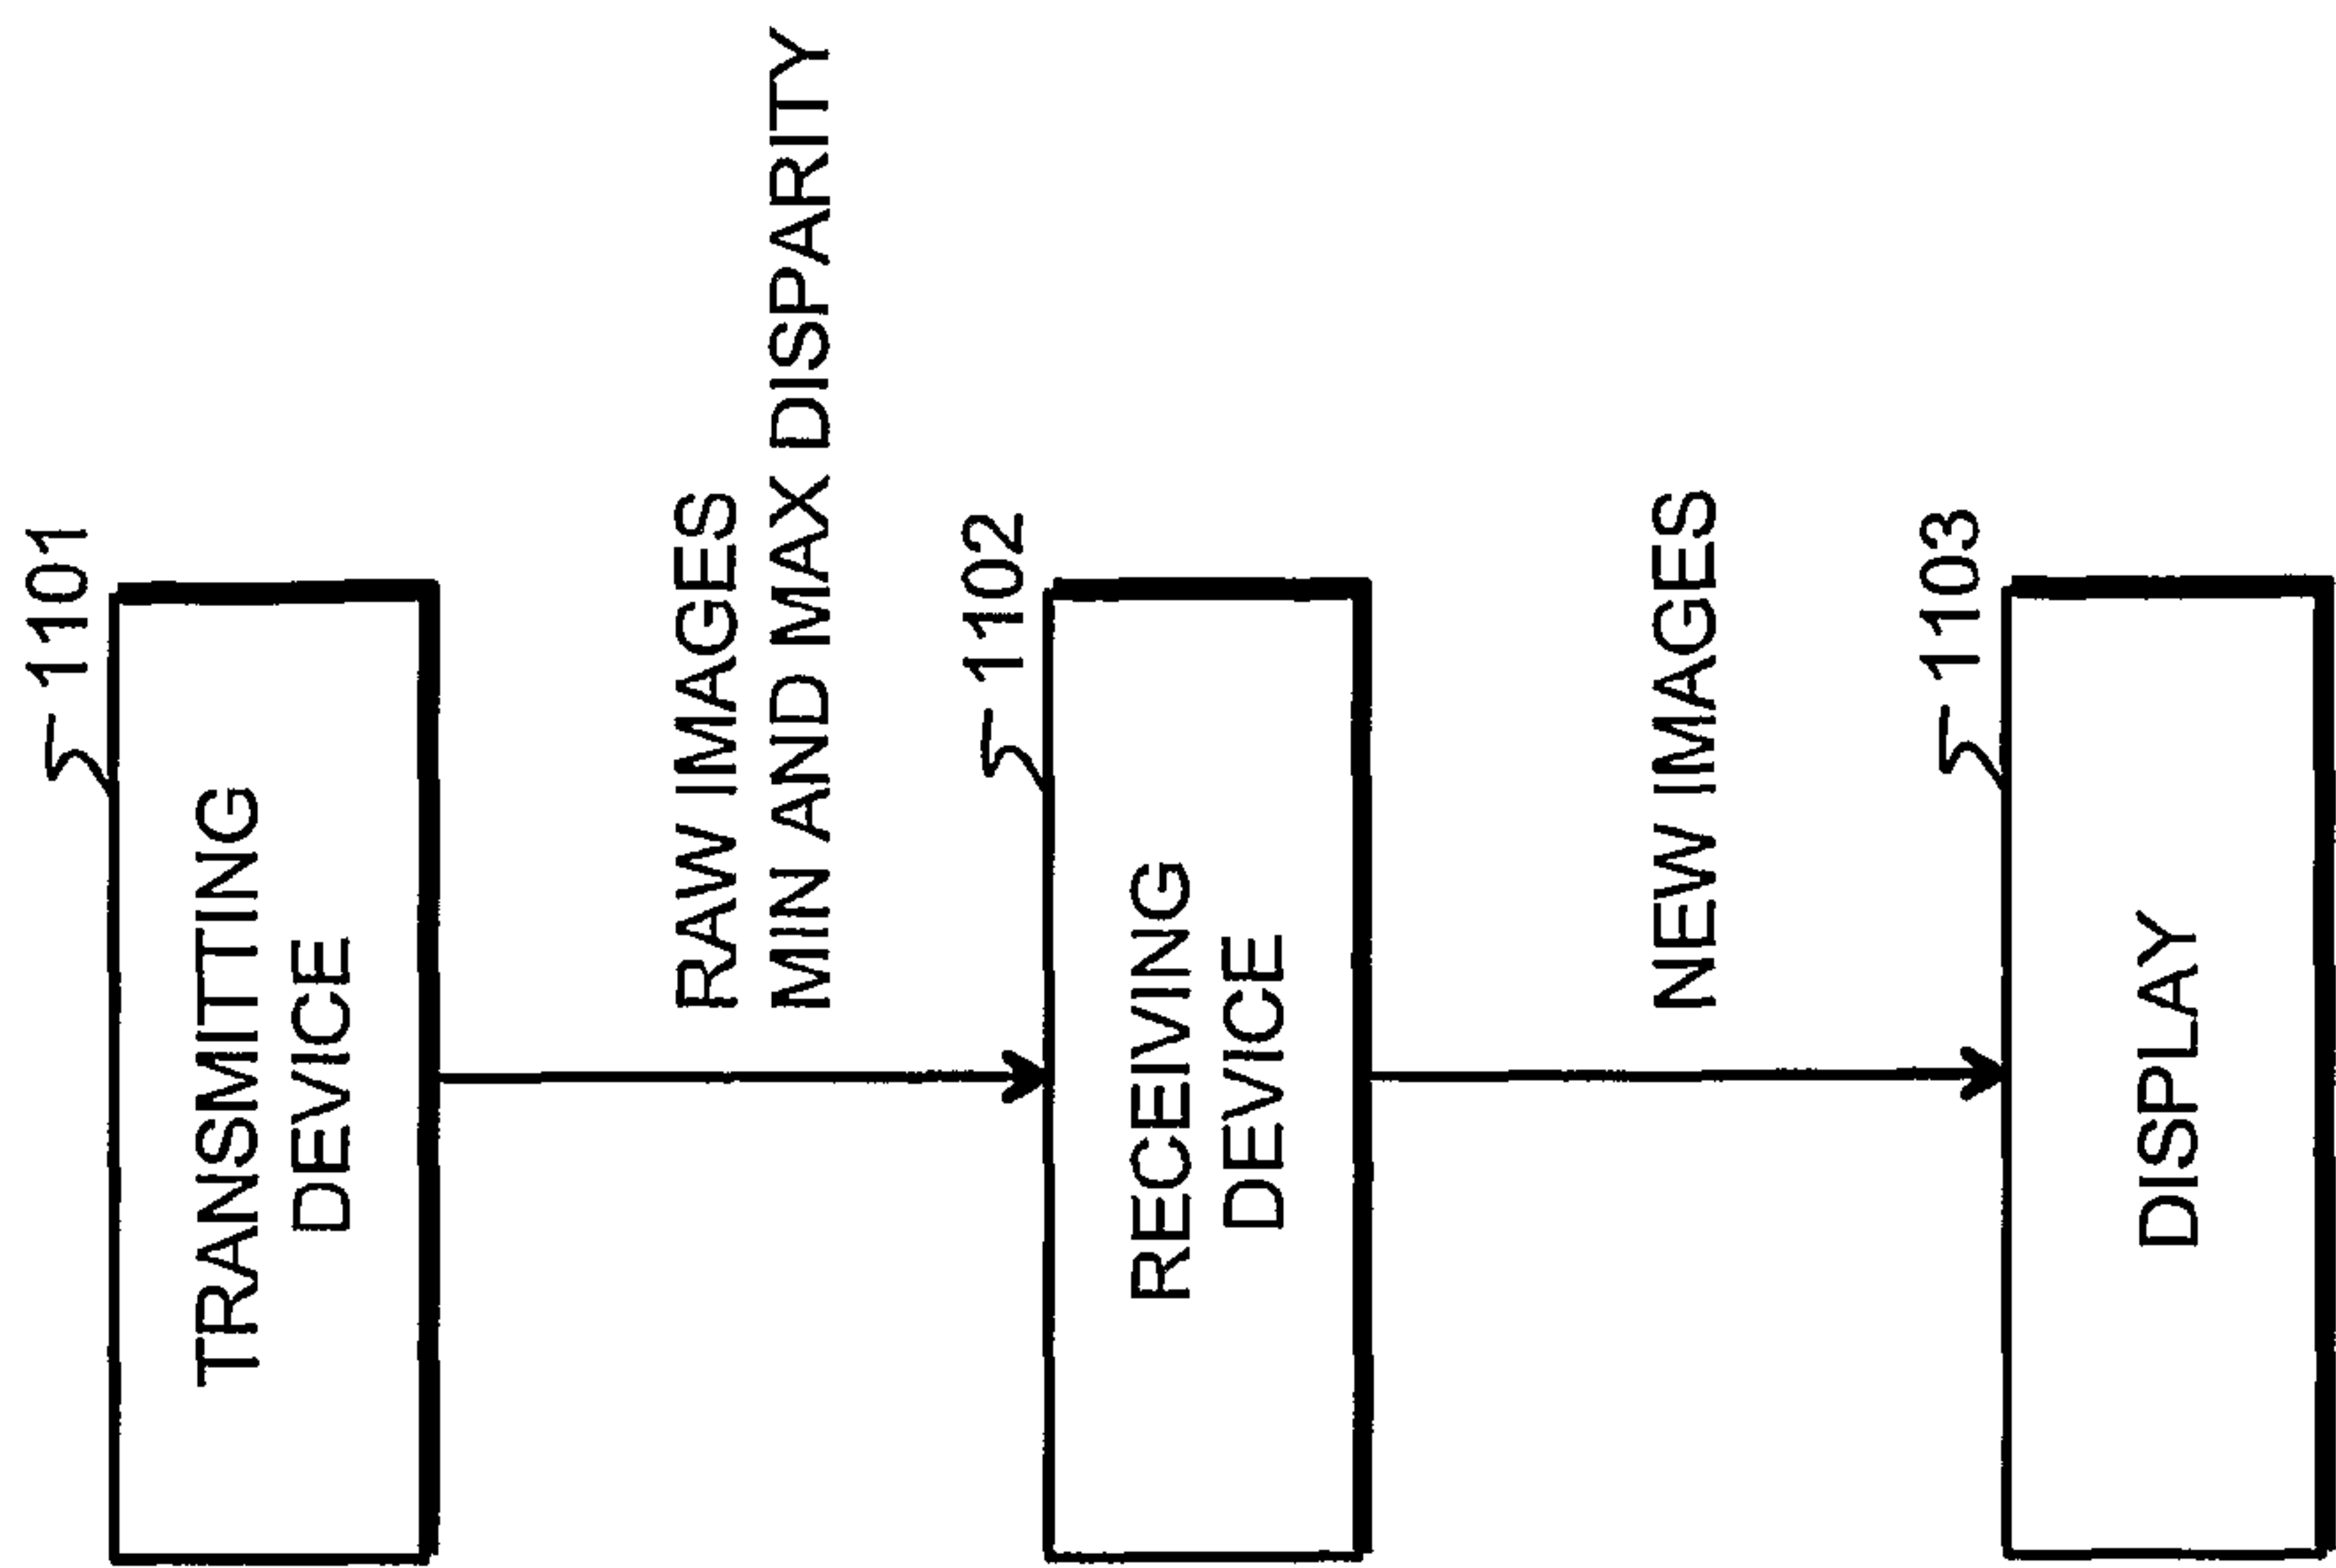 1101
TRANSMITTING
DEVICE
RAW IMAGES
MIN AND MAX DISPARITY
1102
RECEIVING
DEVICE
NEW IMAGES
1103
DISPLAY